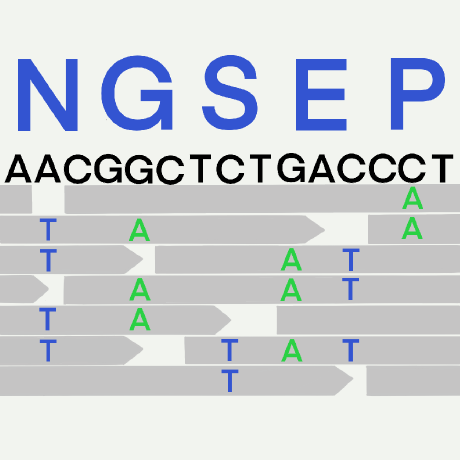 NGSEP
AACGGCTCTGACCCT
A
T A A
T A T
A A T
T A
T T A T
T